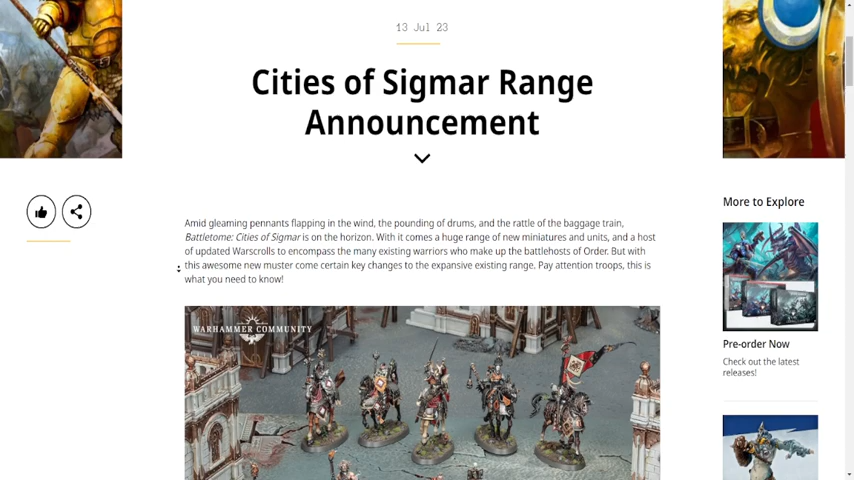 13 Jul 23
Cities of Sigmar Range
Announcement
Amid gleaming pennants flapping in the wind, the pounding of drums, and the rattle of the baggage train,
Battletome: Cities of Sigmar is on the horizon. With it comes a huge range of new miniatures and units, and a host
of updated Warscrolls to encompass the many existing warriors who make up the battlehosts of Order. But with
this awesome new muster come certain key changes to the expansive existing range. Pay attention troops, this is
what you need to know!
WARHAMMER COMMUNITY
More to Explore
Pre-order Now
Check out the latest
releases!